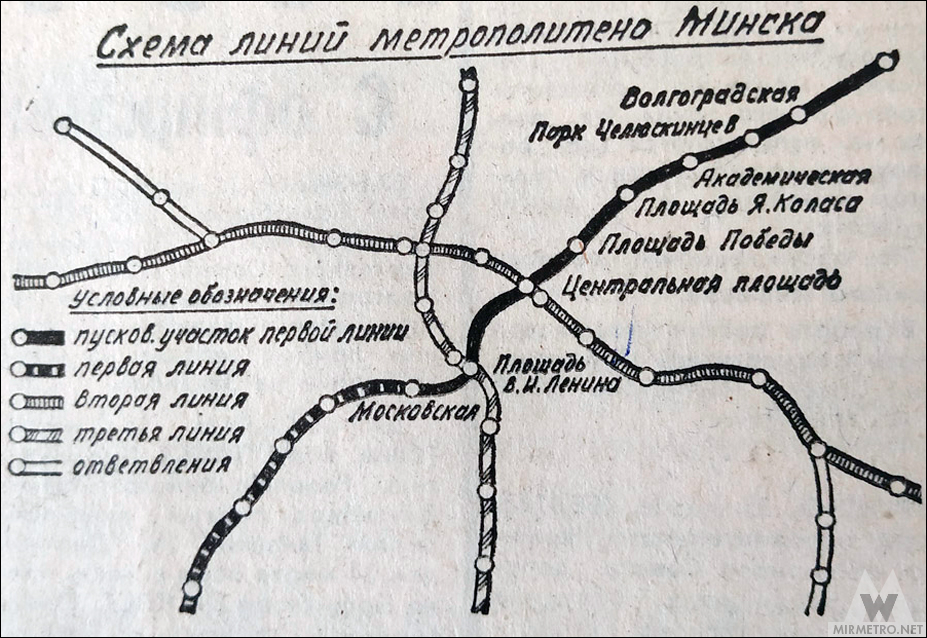 Схема линий метрополитена Минска
Волгоградская
Парк Челюскинцев
Академическая
Площадь Я.Коласа
Площадь Победы
Центральная площадь
Площадь
В.И.Ленина
Московская
Условные обозначения:
пусков. участок первой линии
первая линия
вторая линия
третья линия
ответвления
MIRMETRO.NET